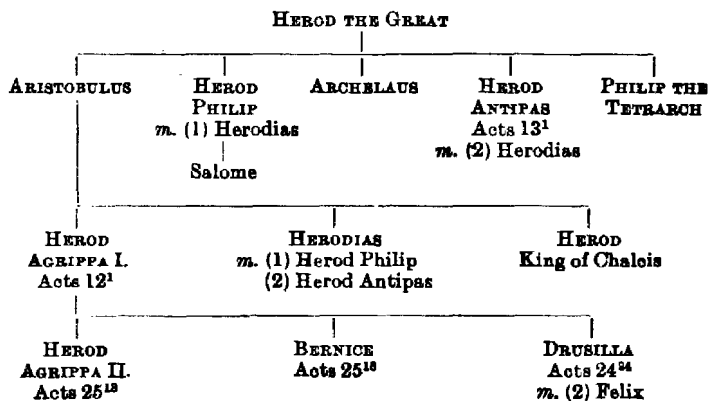 HEROD THE GREAT
ARISTOBULUS HEROD ARCHELAUS HEROD PHILIP THE
PHILIP ANTIPAS TETRARCH
m. (1) Herodias Acts 13¹
m. (2) Herodias
Salome
HEROD HERODIAS HEROD
AGRIPPA I. m. (1) Herod Philip King of Chalcis
Acts 12¹ (2) Herod Antipas
HEROD BERNICE DRUSILLA
AGRIPPA II. Acts 25¹³ Acts 24²⁴
Acts 25¹³ m. (2) Felix